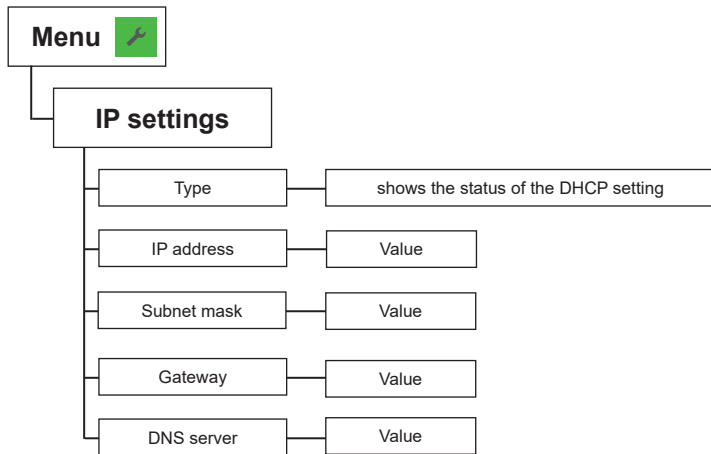 Menu
IP settings
Type
shows the status of the DHCP setting
IP address
Value
Subnet mask
Value
Gateway
Value
DNS server
Value